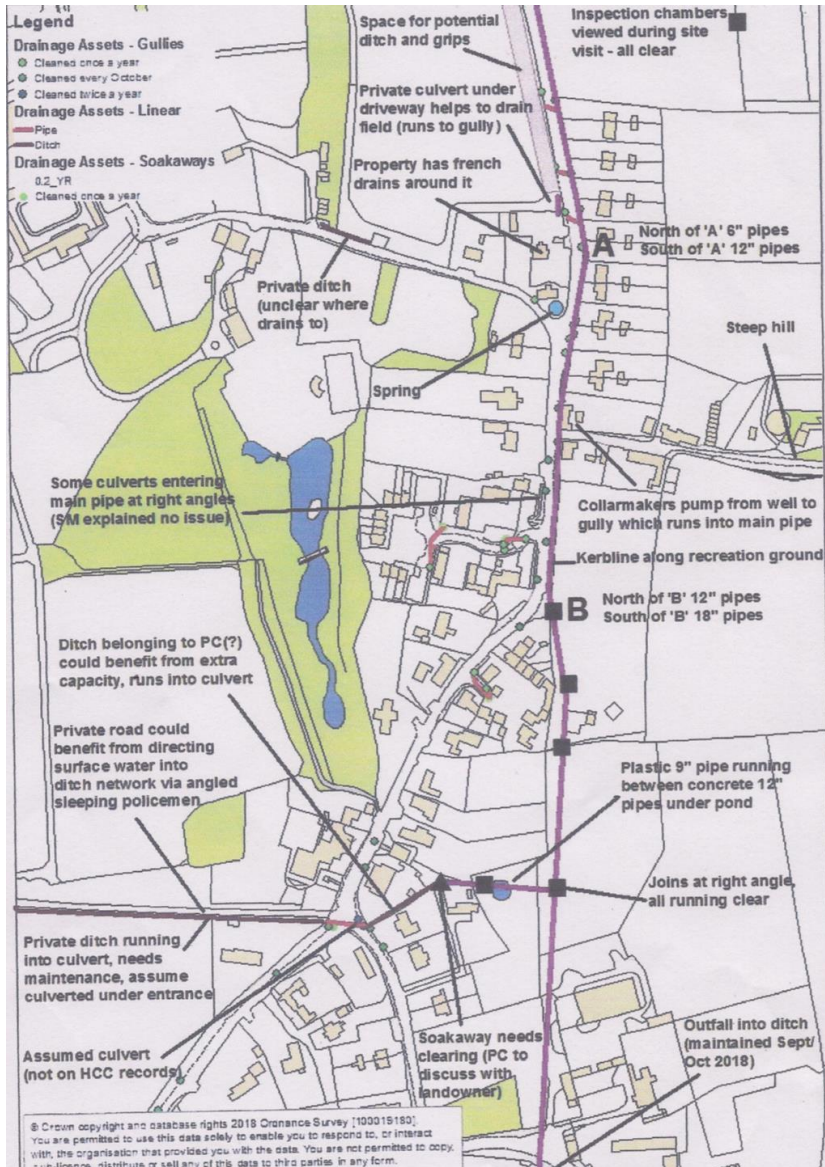 Legend
Drainage Assets - Gullies
Cleaned once a year
Cleaned every October
Cleaned twice a year
Drainage Assets - Linear
Pipe
Ditch
Drainage Assets - Soakaways
0.2_YR
Cleaned once a year
Space for potential
ditch and grips
Inspection chambers
viewed during site
visit - all clear
Private culvert under
driveway helps to drain
field (runs to gully)
Property has french
drains around it
A
North of 'A' 6" pipes
South of 'A' 12" pipes
Private ditch
(unclear where
drains to)
Steep hill
Spring
Some culverts entering
main pipe at right angles
(SM explained no issue)
Collarmakers pump from well to
gully which runs into main pipe
Kerbline along recreation ground
B
North of 'B' 12" pipes
South of 'B' 18" pipes
Ditch belonging to PC(?)
could benefit from extra
capacity, runs into culvert
Private road could
benefit from directing
surface water into
ditch network via angled
sleeping policemen
Plastic 9" pipe running
between concrete 12"
pipes under pond
Joins at right angle,
all running clear
Private ditch running
into culvert, needs
maintenance, assume
culverted under entrance
Assumed culvert
(not on HCC records)
Soakaway needs
clearing (PC to
discuss with
landowner)
Outfall into ditch
(maintained Sept/
Oct 2018)
© Crown copyright and database rights 2018 Ordnance Survey [100019180].
You are permitted to use this data solely to enable you to respond to, or interact
with, the organisation that provided you with the data. You are not permitted to copy,
sub-licence, distribute or sell any of this data to third parties in any form.